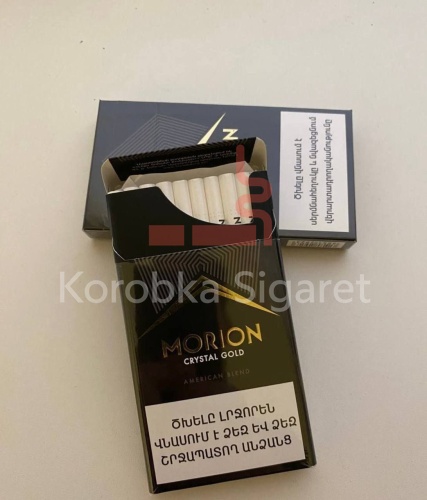 Korobka Sigaret
MORION
CRYSTAL GOLD
AMERICAN BLEND
ԾԽԵԼԸ ԼՐՋՈՐԵՆ
ՎՆԱՍՈՒՄ Է ՁԵԶ ԵՎ ՁԵԶ
ՇՐՋԱՊԱՏՈՂ ԱՆՁԱՆՑ